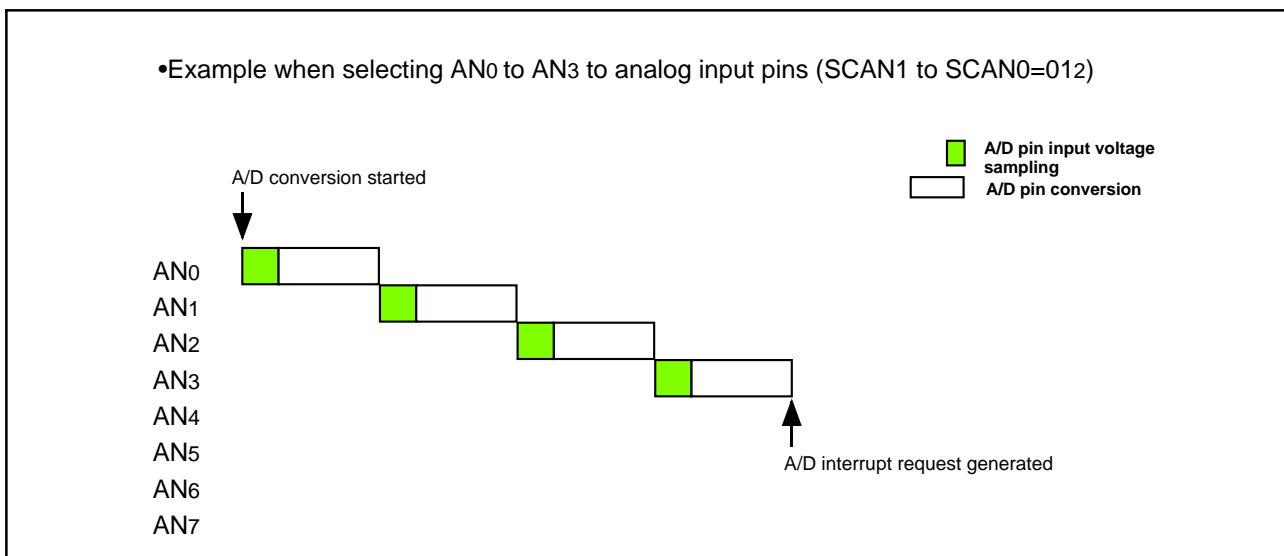 •Example when selecting AN0 to AN3 to analog input pins (SCAN1 to SCAN0=012)
A/D pin input voltage
sampling
A/D pin conversion
A/D conversion started
AN0
AN1
AN2
AN3
AN4
AN5
AN6
AN7
A/D interrupt request generated